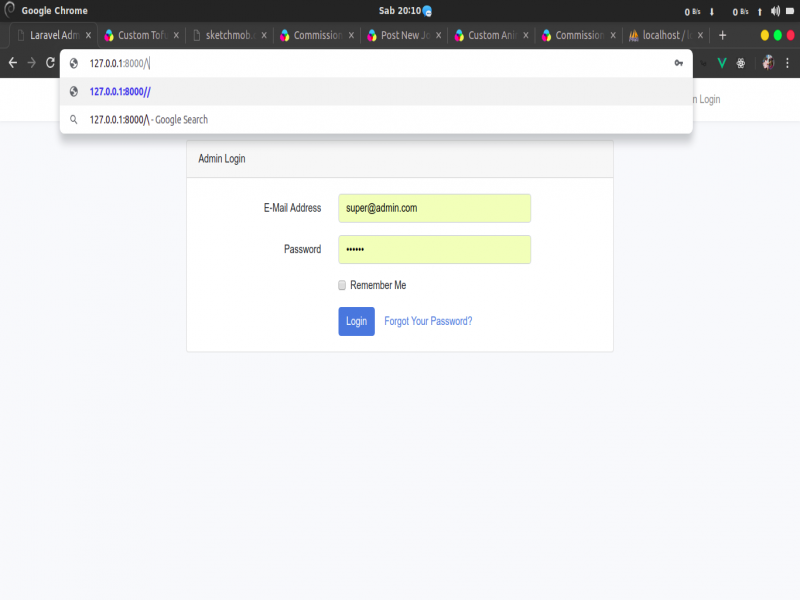 Google Chrome
Sab 20:10
0 B/s
0 B/s
Laravel Adm
Custom Tofu
sketchmob.
Commission
Post New Jo
Custom Ani
Commission
localhost / l
127.0.0.1:8000/\
127.0.0.1:8000//
127.0.0.1:8000/\ - Google Search
n Login
Admin Login
E-Mail Address
super@admin.com
Password
••••••
Remember Me
Login
Forgot Your Password?